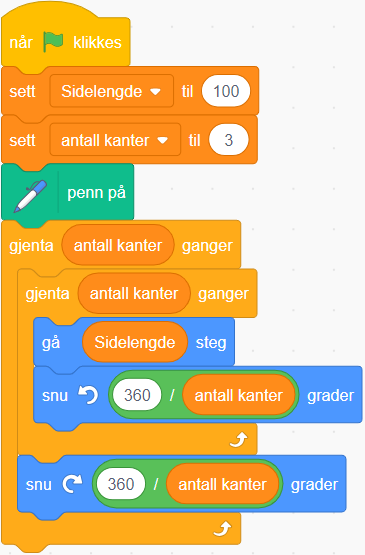 når klikkes
sett Sidelengde til 100
sett antall kanter til 3
penn på
gjenta antall kanter ganger
gjenta antall kanter ganger
gå Sidelengde steg
snu 360 / antall kanter grader
snu 360 / antall kanter grader